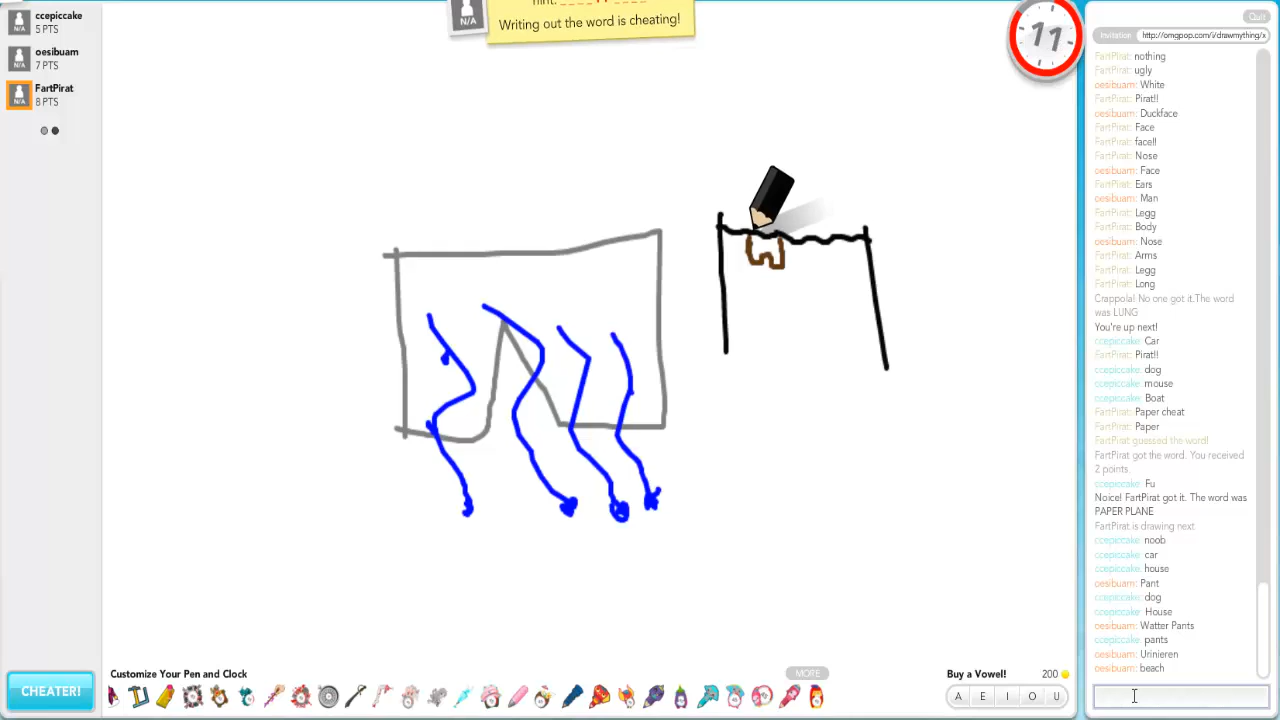 ccepiccake
5 PTS
oesibuam
7 PTS
FartPirat
8 PTS
N/A
N/A
N/A
N/A
Writing out the word is cheating!
11
Quit
Invitation http://omgpop.com/i/drawmything/x
FartPirat: nothing
FartPirat: ugly
oesibuam: White
FartPirat: Pirat!!
oesibuam: Duckface
FartPirat: Face
FartPirat: face!!
FartPirat: Nose
oesibuam: Face
FartPirat: Ears
oesibuam: Man
FartPirat: Legg
FartPirat: Body
oesibuam: Nose
FartPirat: Arms
FartPirat: Legg
FartPirat: Long
Crappola! No one got it.The word
was LUNG
You're up next!
ccepiccake: Car
FartPirat: Pirat!!
ccepiccake: dog
ccepiccake: mouse
ccepiccake: Boat
FartPirat: Paper cheat
FartPirat: Paper
FartPirat guessed the word!
FartPirat got the word. You received
2 points.
ccepiccake: Fu
Noice! FartPirat got it. The word was
PAPER PLANE
FartPirat is drawing next
ccepiccake: noob
ccepiccake: car
ccepiccake: house
oesibuam: Pant
ccepiccake: dog
ccepiccake: House
oesibuam: Watter Pants
ccepiccake: pants
oesibuam: Urinieren
oesibuam: beach
CHEATER!
Customize Your Pen and Clock
MORE
Buy a Vowel! 200
A E I O U